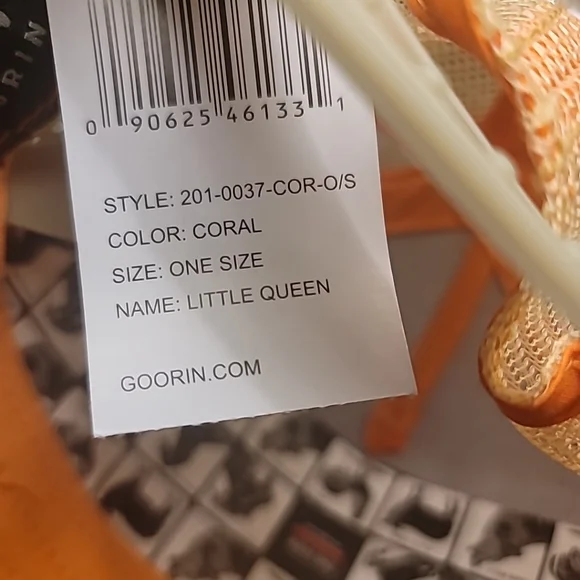 0 90625 46133 1
STYLE: 201-0037-COR-O/S
COLOR: CORAL
SIZE: ONE SIZE
NAME: LITTLE QUEEN
GOORIN.COM